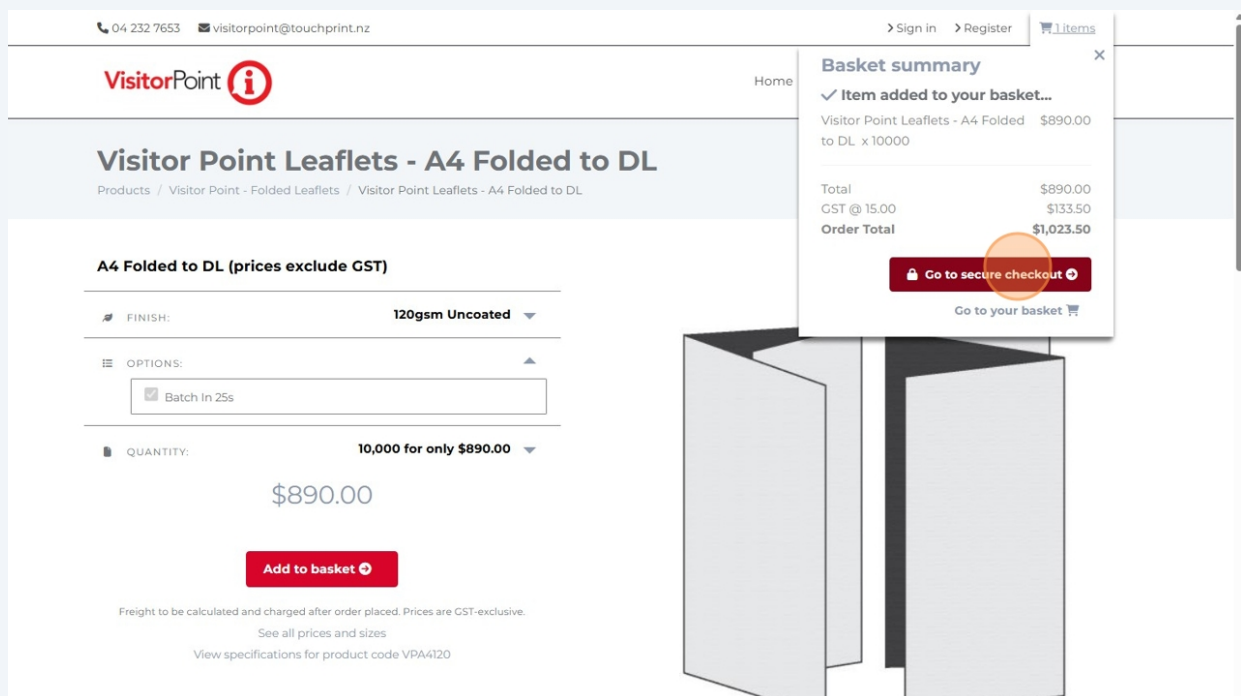 04 232 7653 visitorpoint@touchprint.nz
Sign in Register 1 items
VisitorPoint i
Home
Basket summary
Item added to your basket...
Visitor Point Leaflets - A4 Folded $890.00
to DL x 10000
Total $890.00
GST @ 15.00 $133.50
Order Total $1,023.50
Go to secure checkout
Go to your basket
Visitor Point Leaflets - A4 Folded to DL
Products / Visitor Point - Folded Leaflets / Visitor Point Leaflets - A4 Folded to DL
A4 Folded to DL (prices exclude GST)
FINISH: 120gsm Uncoated
OPTIONS:
Batch In 25s
QUANTITY: 10,000 for only $890.00
$890.00
Add to basket
Freight to be calculated and charged after order placed. Prices are GST-exclusive.
See all prices and sizes
View specifications for product code VPA4120